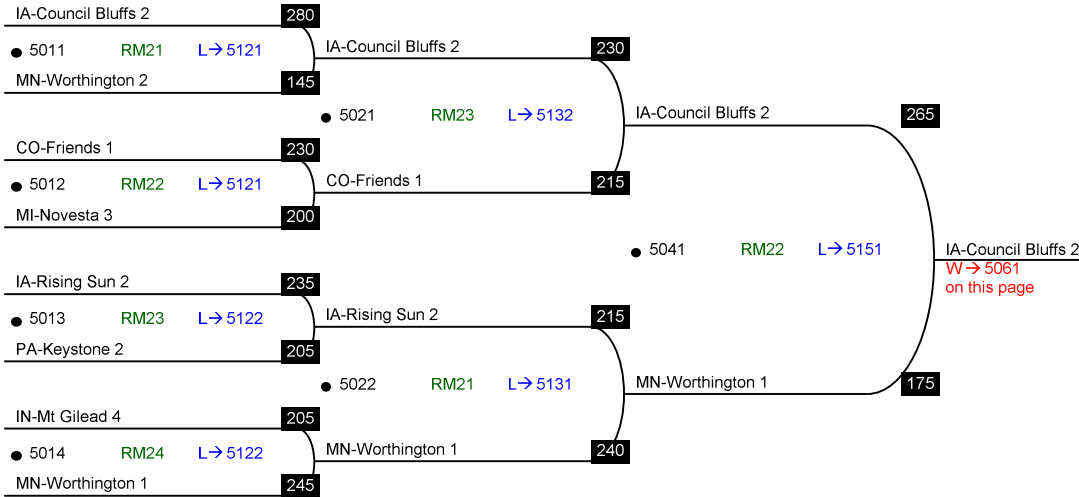 IA-Council Bluffs 2 280
● 5011 RM21 L→5121
MN-Worthington 2 145
CO-Friends 1 230
● 5012 RM22 L→5121
MI-Novesta 3 200
IA-Rising Sun 2 235
● 5013 RM23 L→5122
PA-Keystone 2 205
IN-Mt Gilead 4 205
● 5014 RM24 L→5122
MN-Worthington 1 245
IA-Council Bluffs 2 230
● 5021 RM23 L→5132
CO-Friends 1 215
IA-Rising Sun 2 215
● 5022 RM21 L→5131
MN-Worthington 1 240
IA-Council Bluffs 2 265
● 5041 RM22 L→5151
MN-Worthington 1 175
IA-Council Bluffs 2
W→5061
on this page